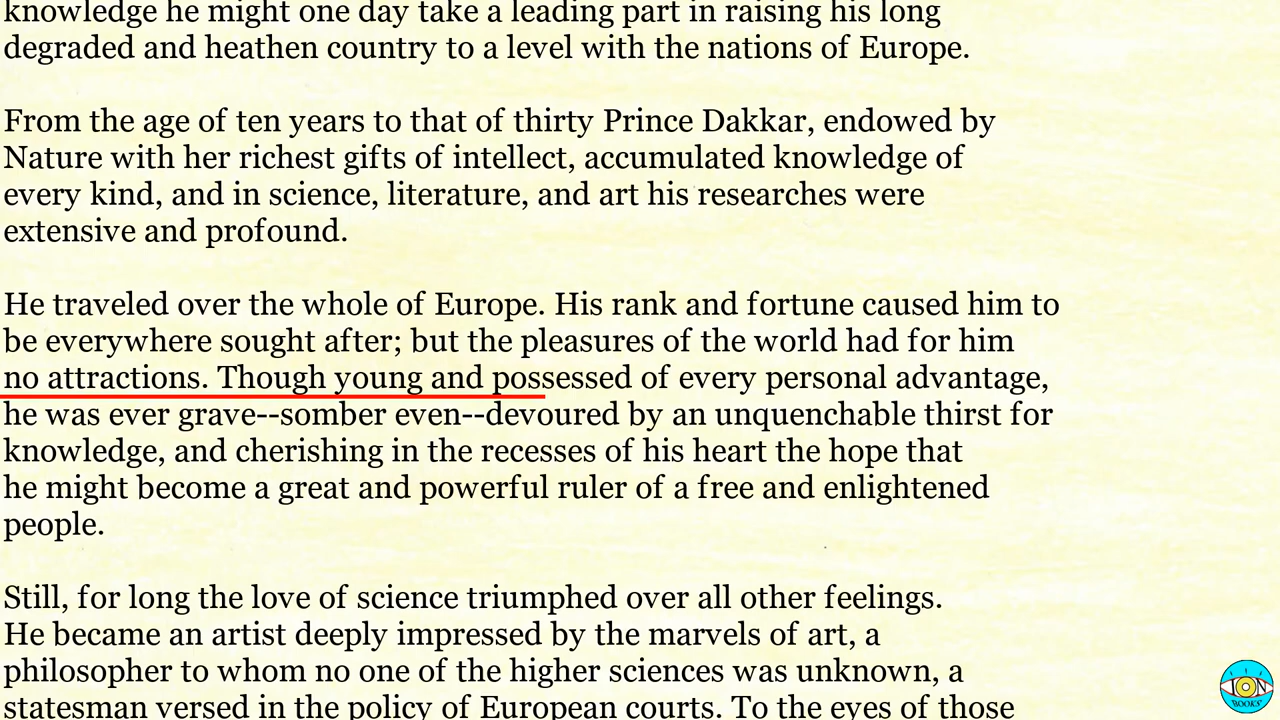 knowledge he might one day take a leading part in raising his long
degraded and heathen country to a level with the nations of Europe.
From the age of ten years to that of thirty Prince Dakkar, endowed by
Nature with her richest gifts of intellect, accumulated knowledge of
every kind, and in science, literature, and art his researches were
extensive and profound.
He traveled over the whole of Europe. His rank and fortune caused him to
be everywhere sought after; but the pleasures of the world had for him
no attractions. Though young and possessed of every personal advantage,
he was ever grave--somber even--devoured by an unquenchable thirst for
knowledge, and cherishing in the recesses of his heart the hope that
he might become a great and powerful ruler of a free and enlightened
people.
Still, for long the love of science triumphed over all other feelings.
He became an artist deeply impressed by the marvels of art, a
philosopher to whom no one of the higher sciences was unknown, a
statesman versed in the policy of European courts. To the eyes of those
ION
BOOKS